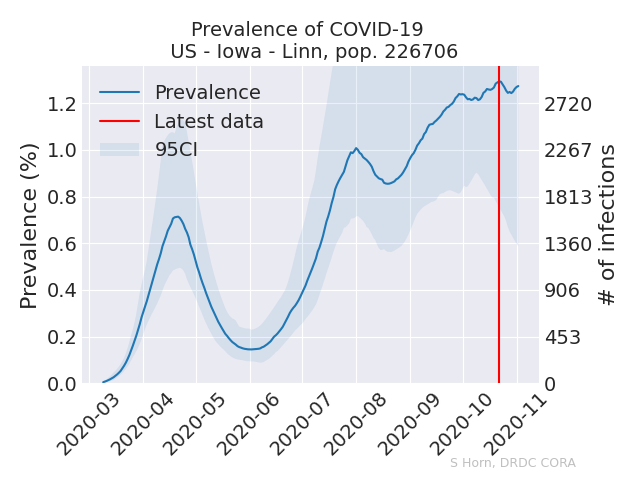 Prevalence of COVID-19
US - Iowa - Linn, pop. 226706
Prevalence
Latest data
95CI
Prevalence (%)
1.2
1.0
0.8
0.6
0.4
0.2
0.0
2720
2267
1813
1360
906
453
0
# of infections
2020-03
2020-04
2020-05
2020-06
2020-07
2020-08
2020-09
2020-10
2020-11
S Horn, DRDC CORA